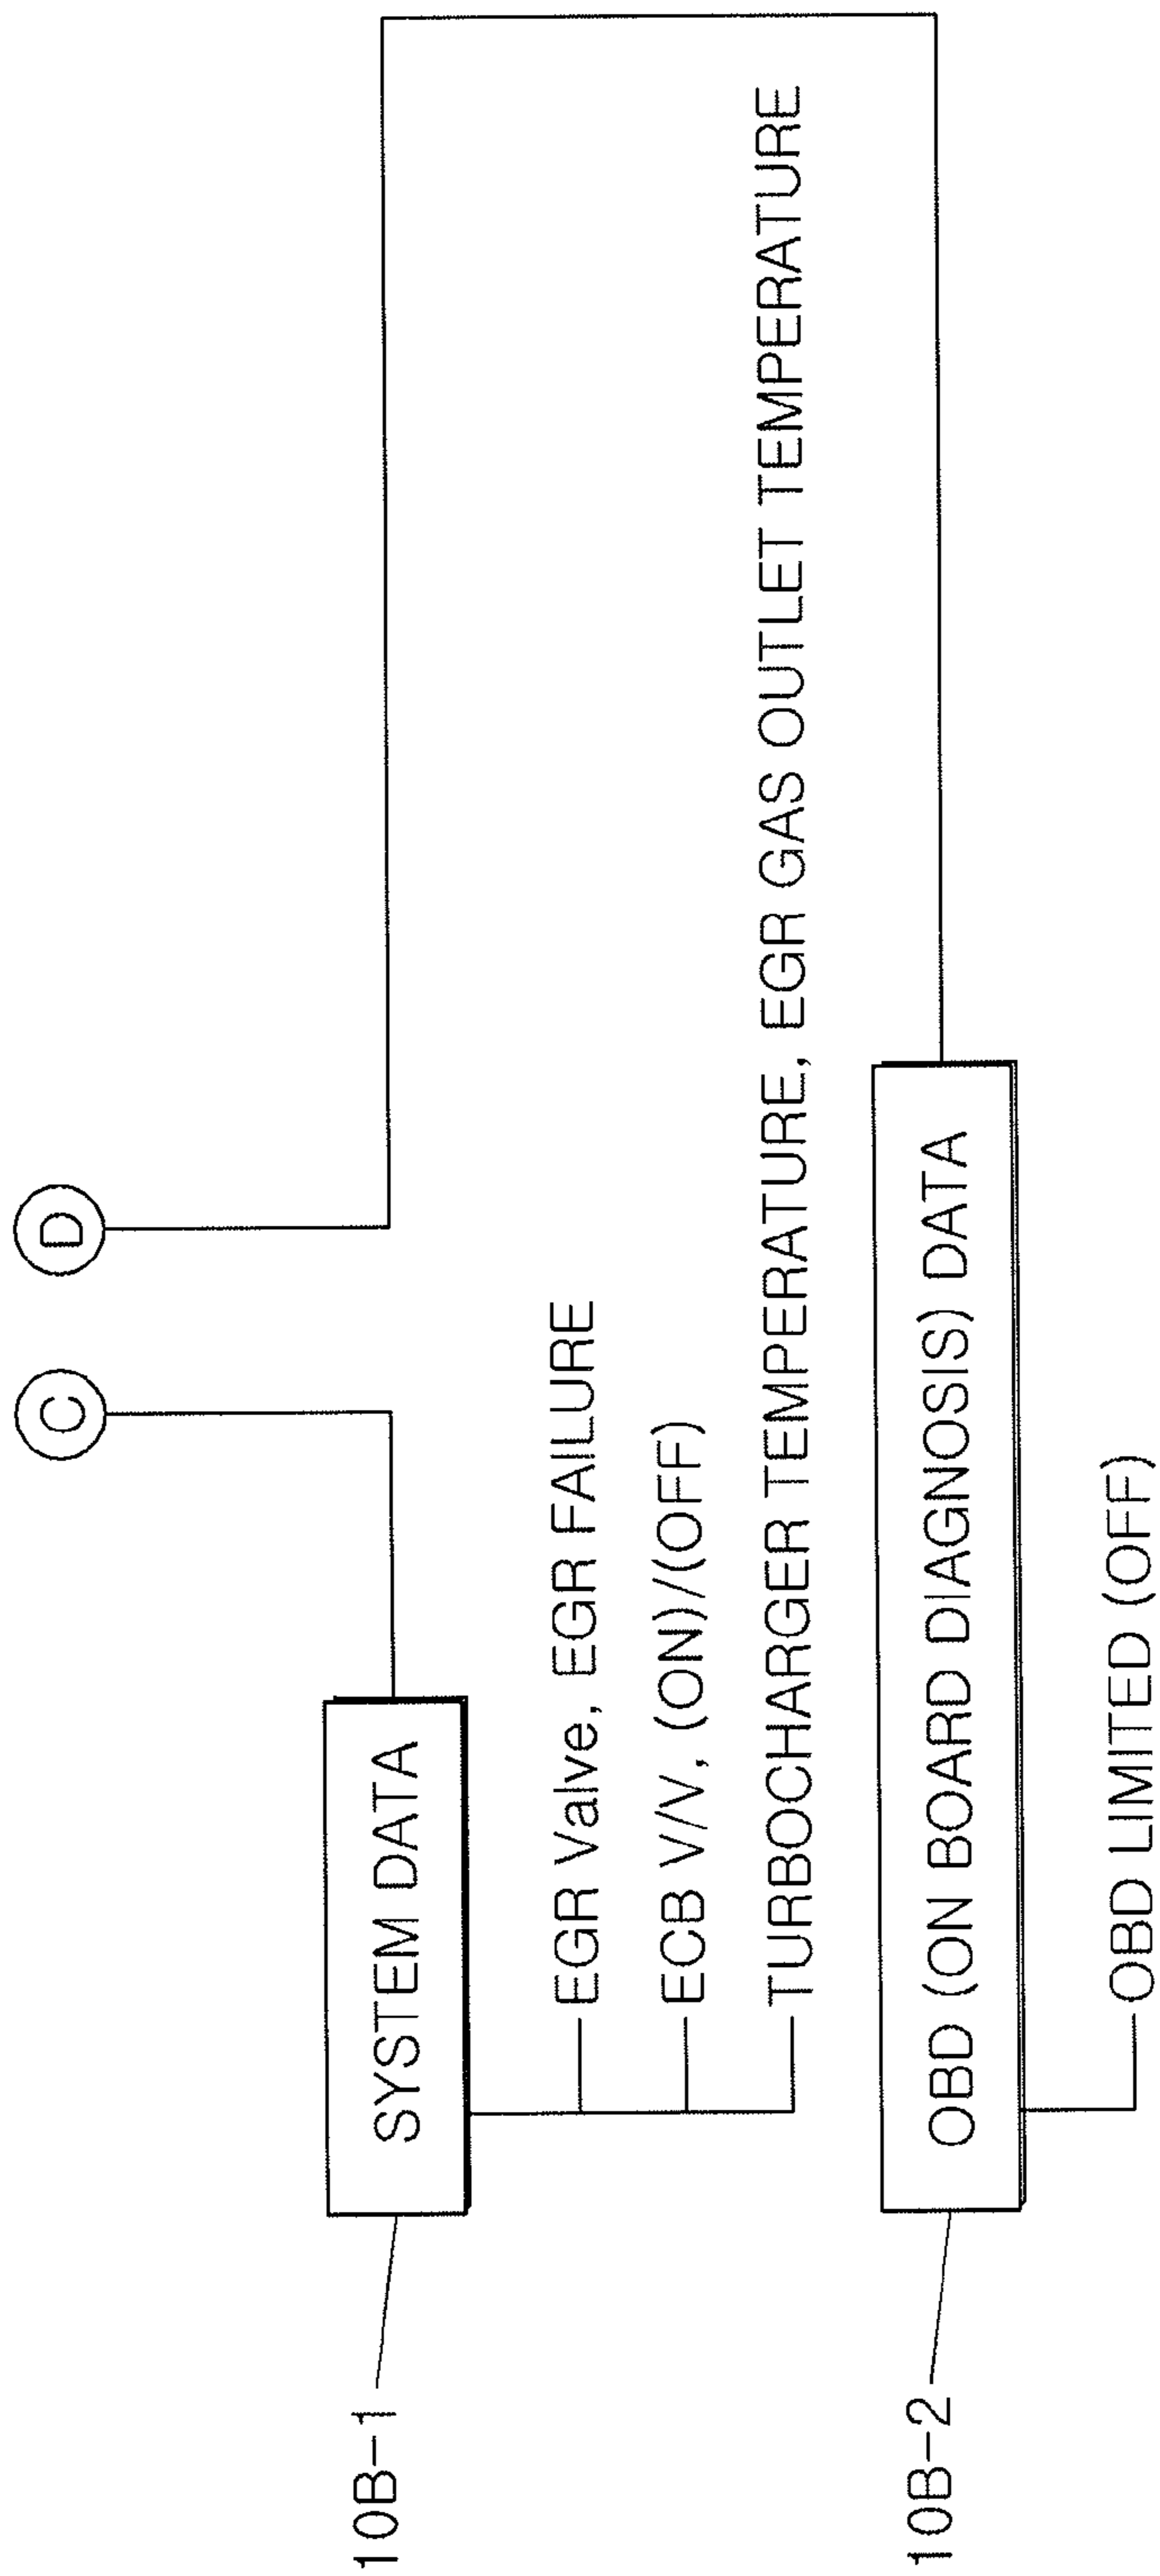 C
D
10B-1
SYSTEM DATA
EGR Valve, EGR FAILURE
ECB V/V, (ON)/(OFF)
TURBOCHARGER TEMPERATURE, EGR GAS OUTLET TEMPERATURE
10B-2
OBD (ON BOARD DIAGNOSIS) DATA
OBD LIMITED (OFF)